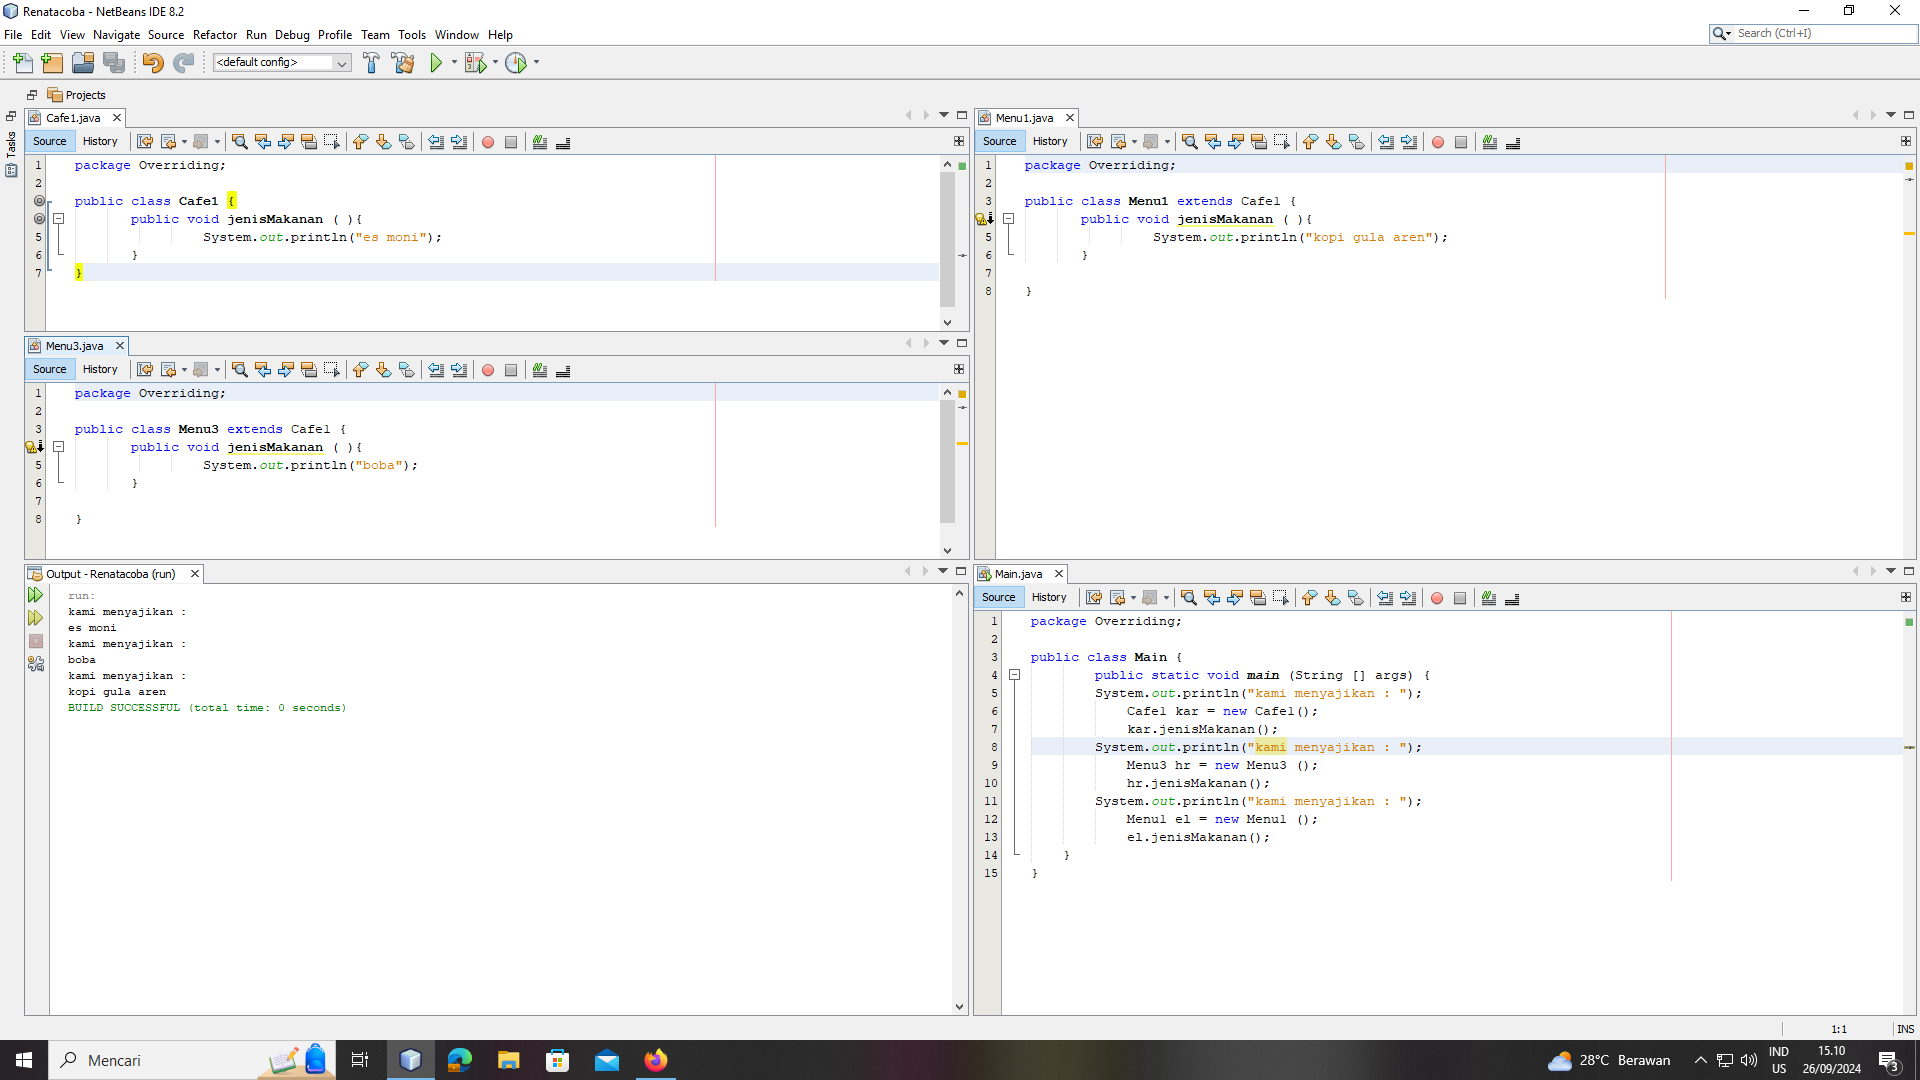 Renatacoba - NetBeans IDE 8.2
File Edit View Navigate Source Refactor Run Debug Profile Team Tools Window Help
Search (Ctrl+I)
<default config>
Projects
Tasks
Cafe1.java
Source History
1 package Overriding;
2
3 public class Cafe1 {
public void jenisMakanan ( ){
5 System.out.println("es moni");
6 }
7 }
Menu1.java
Source History
1 package Overriding;
2
3 public class Menu1 extends Cafe1 {
public void jenisMakanan ( ){
5 System.out.println("kopi gula aren");
6 }
7
8 }
Menu3.java
Source History
1 package Overriding;
2
3 public class Menu3 extends Cafe1 {
public void jenisMakanan ( ){
5 System.out.println("boba");
6 }
7
8 }
Output - Renatacoba (run)
run:
kami menyajikan :
es moni
kami menyajikan :
boba
kami menyajikan :
kopi gula aren
BUILD SUCCESSFUL (total time: 0 seconds)
Main.java
Source History
1 package Overriding;
2
3 public class Main {
4 public static void main (String [] args) {
5 System.out.println("kami menyajikan : ");
6 Cafe1 kar = new Cafe1();
7 kar.jenisMakanan();
8 System.out.println("kami menyajikan : ");
9 Menu3 hr = new Menu3 ();
10 hr.jenisMakanan();
11 System.out.println("kami menyajikan : ");
12 Menu1 el = new Menu1 ();
13 el.jenisMakanan();
14 }
15 }
1:1 INS
Mencari
28°C Berawan
IND
US
15.10
26/09/2024
3